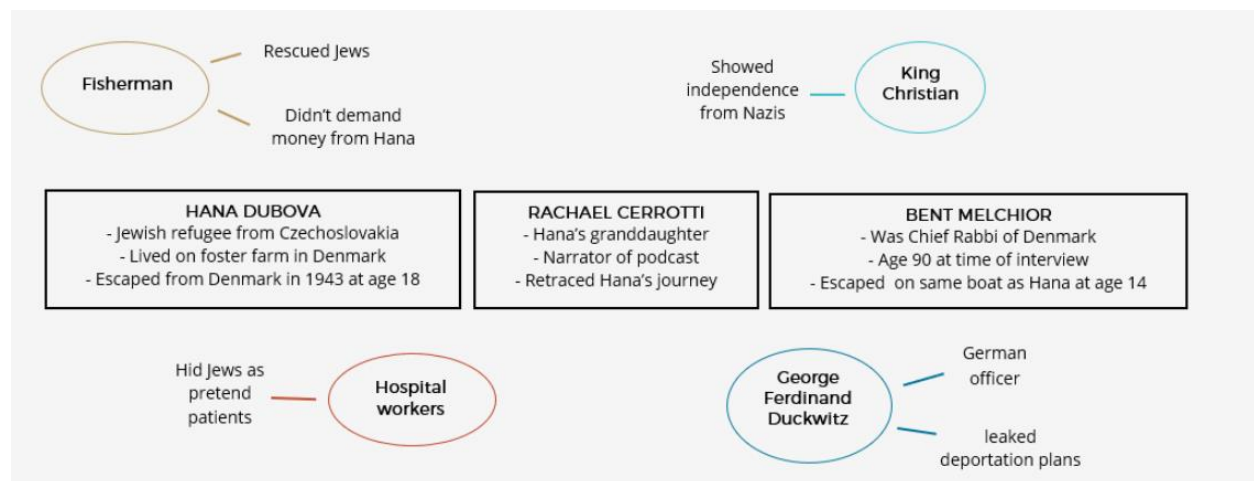 Fisherman
Rescued Jews
Didn't demand
money from Hana
Showed
independence
from Nazis
King
Christian
HANA DUBOVA
- Jewish refugee from Czechoslovakia
- Lived on foster farm in Denmark
- Escaped from Denmark in 1943 at age 18
RACHAEL CERROTTI
- Hana's granddaughter
- Narrator of podcast
- Retraced Hana's journey
BENT MELCHIOR
- Was Chief Rabbi of Denmark
- Age 90 at time of interview
- Escaped on same boat as Hana at age 14
Hid Jews as
pretend
patients
Hospital
workers
George
Ferdinand
Duckwitz
German
officer
leaked
deportation plans